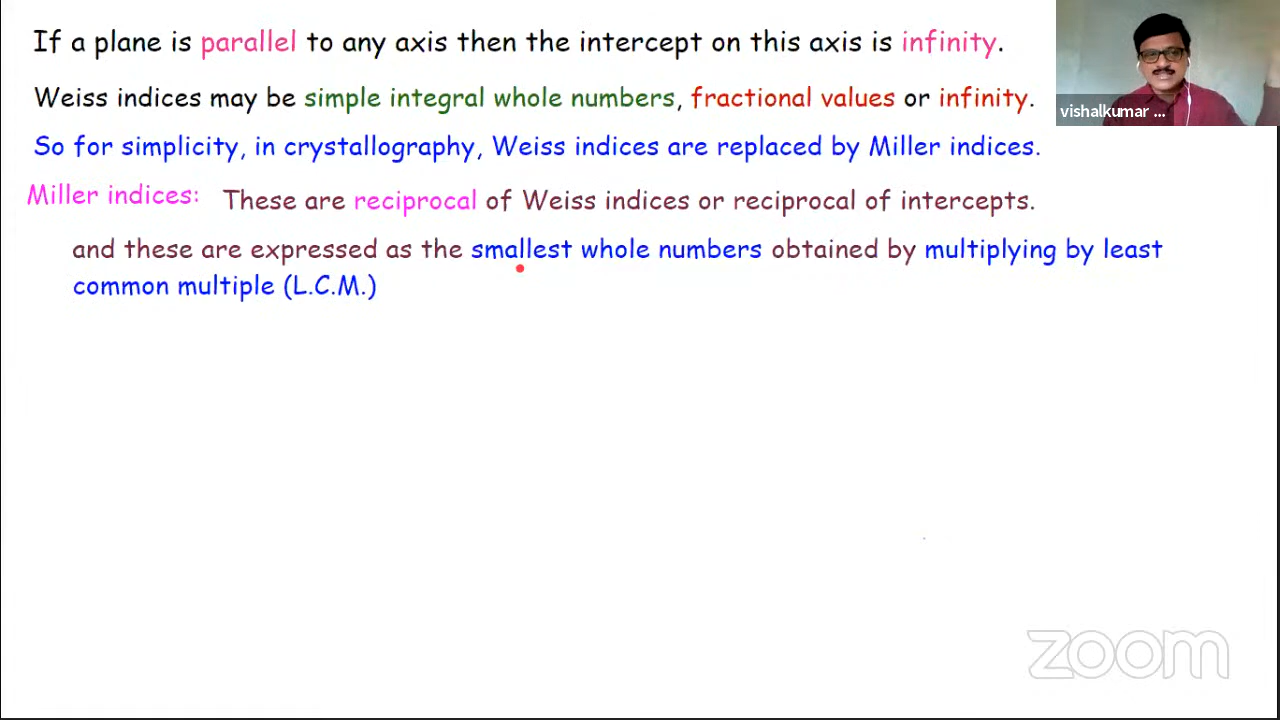 If a plane is parallel to any axis then the intercept on this axis is infinity.
Weiss indices may be simple integral whole numbers, fractional values or infinity.
vishalkumar ...
So for simplicity, in crystallography, Weiss indices are replaced by Miller indices.
Miller indices: These are reciprocal of Weiss indices or reciprocal of intercepts.
and these are expressed as the smallest whole numbers obtained by multiplying by least
common multiple (L.C.M.)
zoom